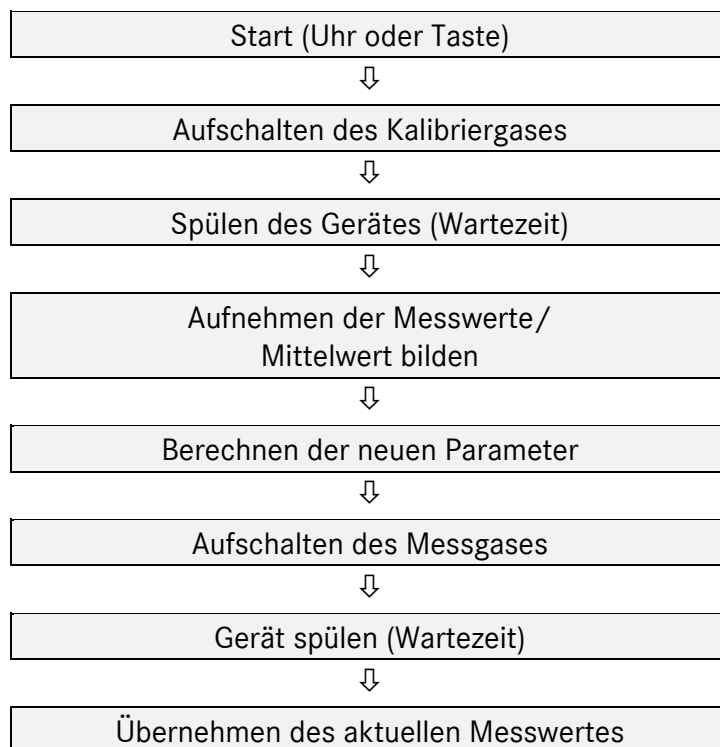 Start (Uhr oder Taste)
⇩
Aufschalten des Kalibriergases
⇩
Spülen des Gerätes (Wartezeit)
⇩
Aufnehmen der Messwerte/
Mittelwert bilden
⇩
Berechnen der neuen Parameter
⇩
Aufschalten des Messgases
⇩
Gerät spülen (Wartezeit)
⇩
Übernehmen des aktuellen Messwertes